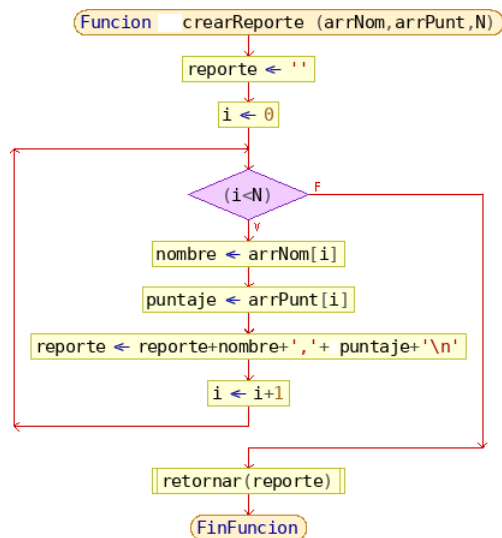 Funcion crearReporte (arrNom,arrPunt,N)
reporte ← ''
i ← 0
(i<N)
F
V
nombre ← arrNom[i]
puntaje ← arrPunt[i]
reporte ← reporte+nombre+','+ puntaje+'\n'
i ← i+1
retornar(reporte)
FinFuncion